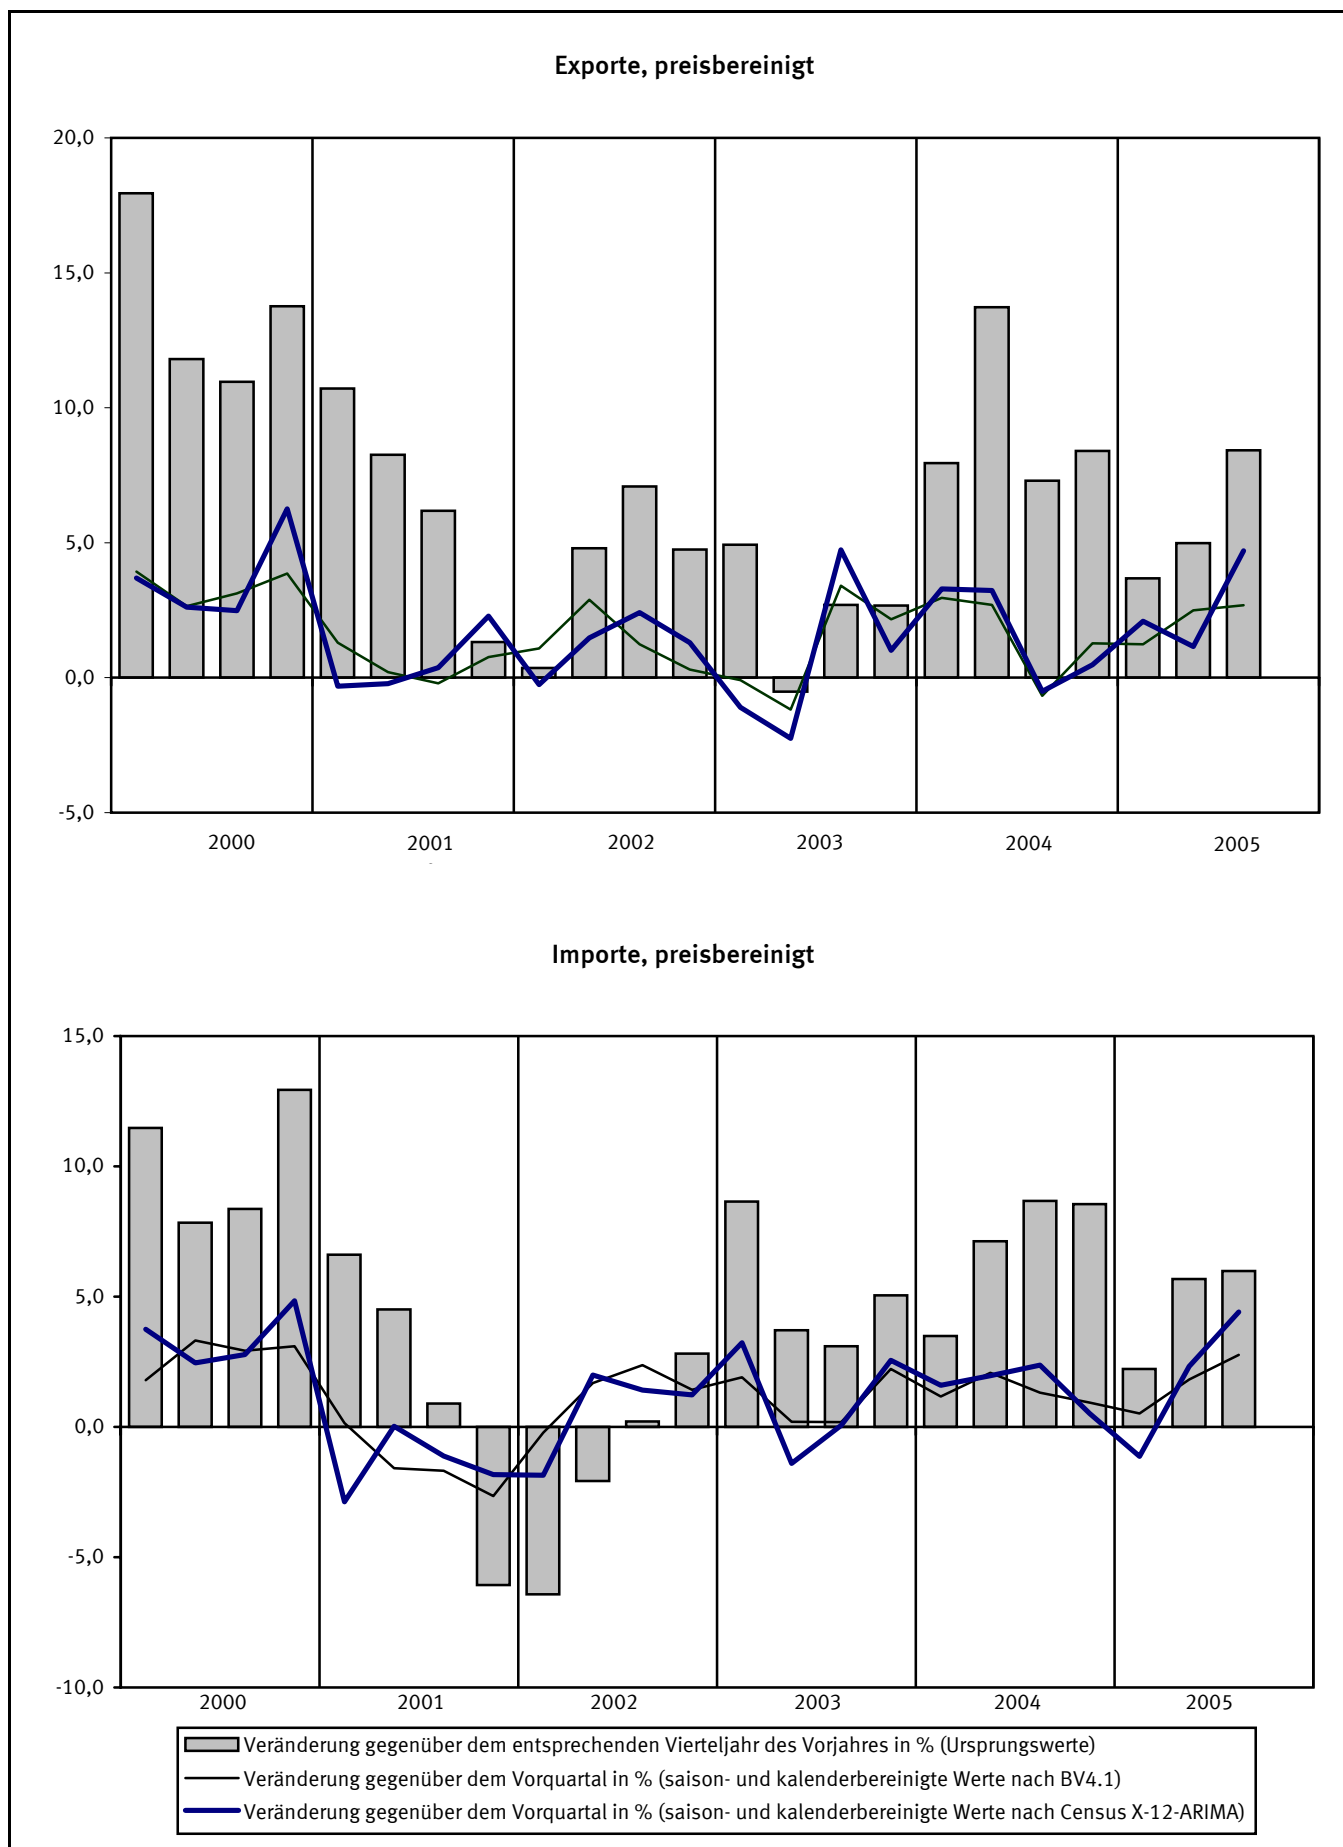 Exporte, preisbereinigt
20,0
15,0
10,0
5,0
0,0
-5,0
2000 2001 2002 2003 2004 2005
Importe, preisbereinigt
15,0
10,0
5,0
0,0
-5,0
-10,0
2000 2001 2002 2003 2004 2005
Veränderung gegenüber dem entsprechenden Vierteljahr des Vorjahres in % (Ursprungswerte)
Veränderung gegenüber dem Vorquartal in % (saison- und kalenderbereinigte Werte nach BV4.1)
Veränderung gegenüber dem Vorquartal in % (saison- und kalenderbereinigte Werte nach Census X-12-ARIMA)